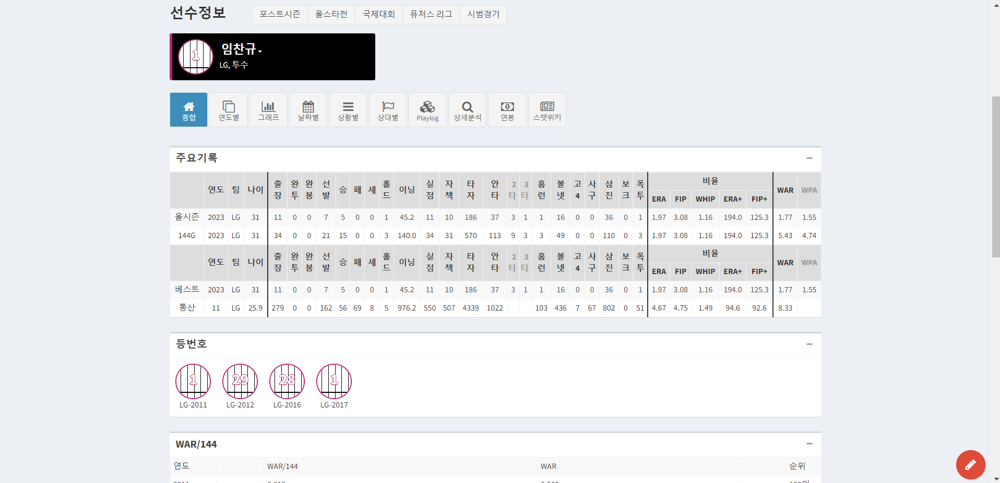 선수정보
포스트시즌 올스타전 국제대회 퓨처스 리그 시범경기
1
임찬규
LG, 투수
종합 연도별 그래프 날짜별 상황별 상대별 Playlog 상세분석 연봉 스탯위키
주요기록
연도 팀 나이 출장 완투 완봉 선발 승 패 세 홀드 이닝 실점 자책 타자 안타 2타 3타 홈런 볼넷 고4 사구 삼진 보크 폭투 비율 WAR WPA
ERA FIP WHIP ERA+ FIP+
올시즌 2023 LG 31 11 0 0 7 5 0 0 1 45.2 11 10 186 37 3 1 1 16 0 0 36 0 1 1.97 3.08 1.16 194.0 125.3 1.77 1.55
144G 2023 LG 31 34 0 0 21 15 0 0 3 140.0 34 31 570 113 9 3 3 49 0 0 110 0 3 1.97 3.08 1.16 194.0 125.3 5.43 4.74
연도 팀 나이 출장 완투 완봉 선발 승 패 세 홀드 이닝 실점 자책 타자 안타 2타 3타 홈런 볼넷 고4 사구 삼진 보크 폭투 비율 WAR WPA
ERA FIP WHIP ERA+ FIP+
베스트 2023 LG 31 11 0 0 7 5 0 0 1 45.2 11 10 186 37 3 1 1 16 0 0 36 0 1 1.97 3.08 1.16 194.0 125.3 1.77 1.55
통산 11 LG 25.9 279 0 0 162 56 69 8 5 976.2 550 507 4339 1022 103 436 7 67 802 0 51 4.67 4.75 1.49 94.6 92.6 8.33
등번호
1 29 28 1
LG-2011 LG-2012 LG-2016 LG-2017
WAR/144
연도 WAR/144 WAR 순위